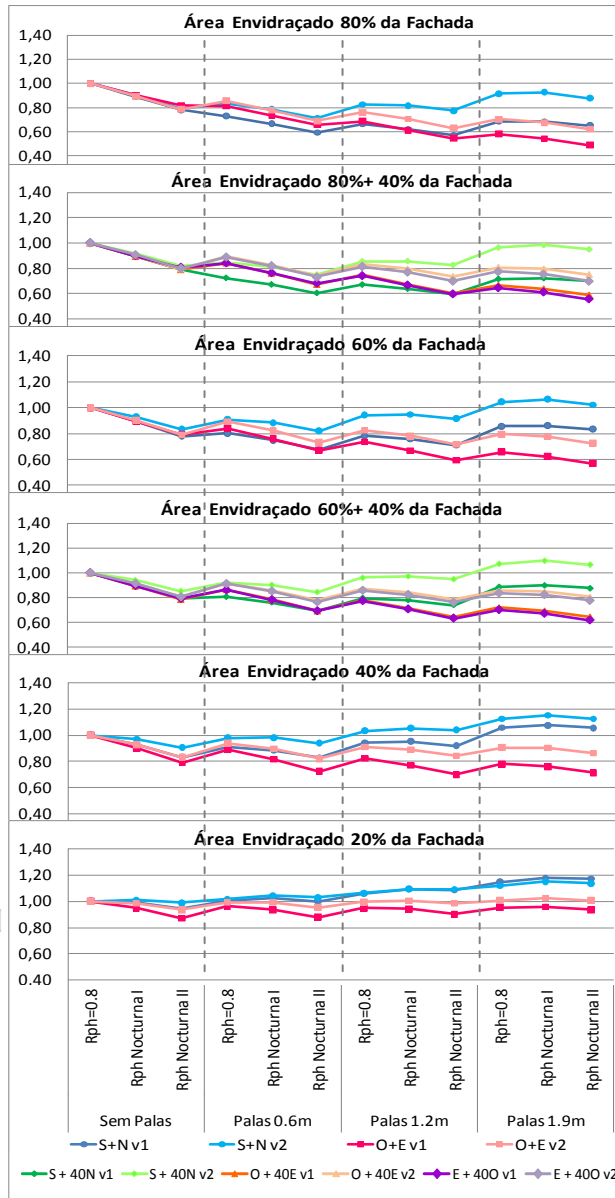 Área Envidraçado 80% da Fachada
1,40
1,20
1,00
0,80
0,60
0,40
Área Envidraçado 80%+ 40% da Fachada
1,40
1,20
1,00
0,80
0,60
0,40
Área Envidraçado 60% da Fachada
1,40
1,20
1,00
0,80
0,60
0,40
Área Envidraçado 60%+ 40% da Fachada
1,40
1,20
1,00
0,80
0,60
0,40
Área Envidraçado 40% da Fachada
1,40
1,20
1,00
0,80
0,60
0,40
Área Envidraçado 20% da Fachada
1,40
1,20
1,00
0,80
0,60
0.40
Rph=0.8
Rph Nocturna I
Rph Nocturna II
Rph=0.8
Rph Nocturna I
Rph Nocturna II
Rph=0.8
Rph Nocturna I
Rph Nocturna II
Rph=0.8
Rph Nocturna I
Rph Nocturna II
Sem Palas Palas 0.6m Palas 1.2m Palas 1.9m
S+N v1 S+N v2 O+E v1 O+E v2
S + 40N v1 S + 40N v2 O + 40E v1 O + 40E v2 E + 40O v1 E + 40O v2